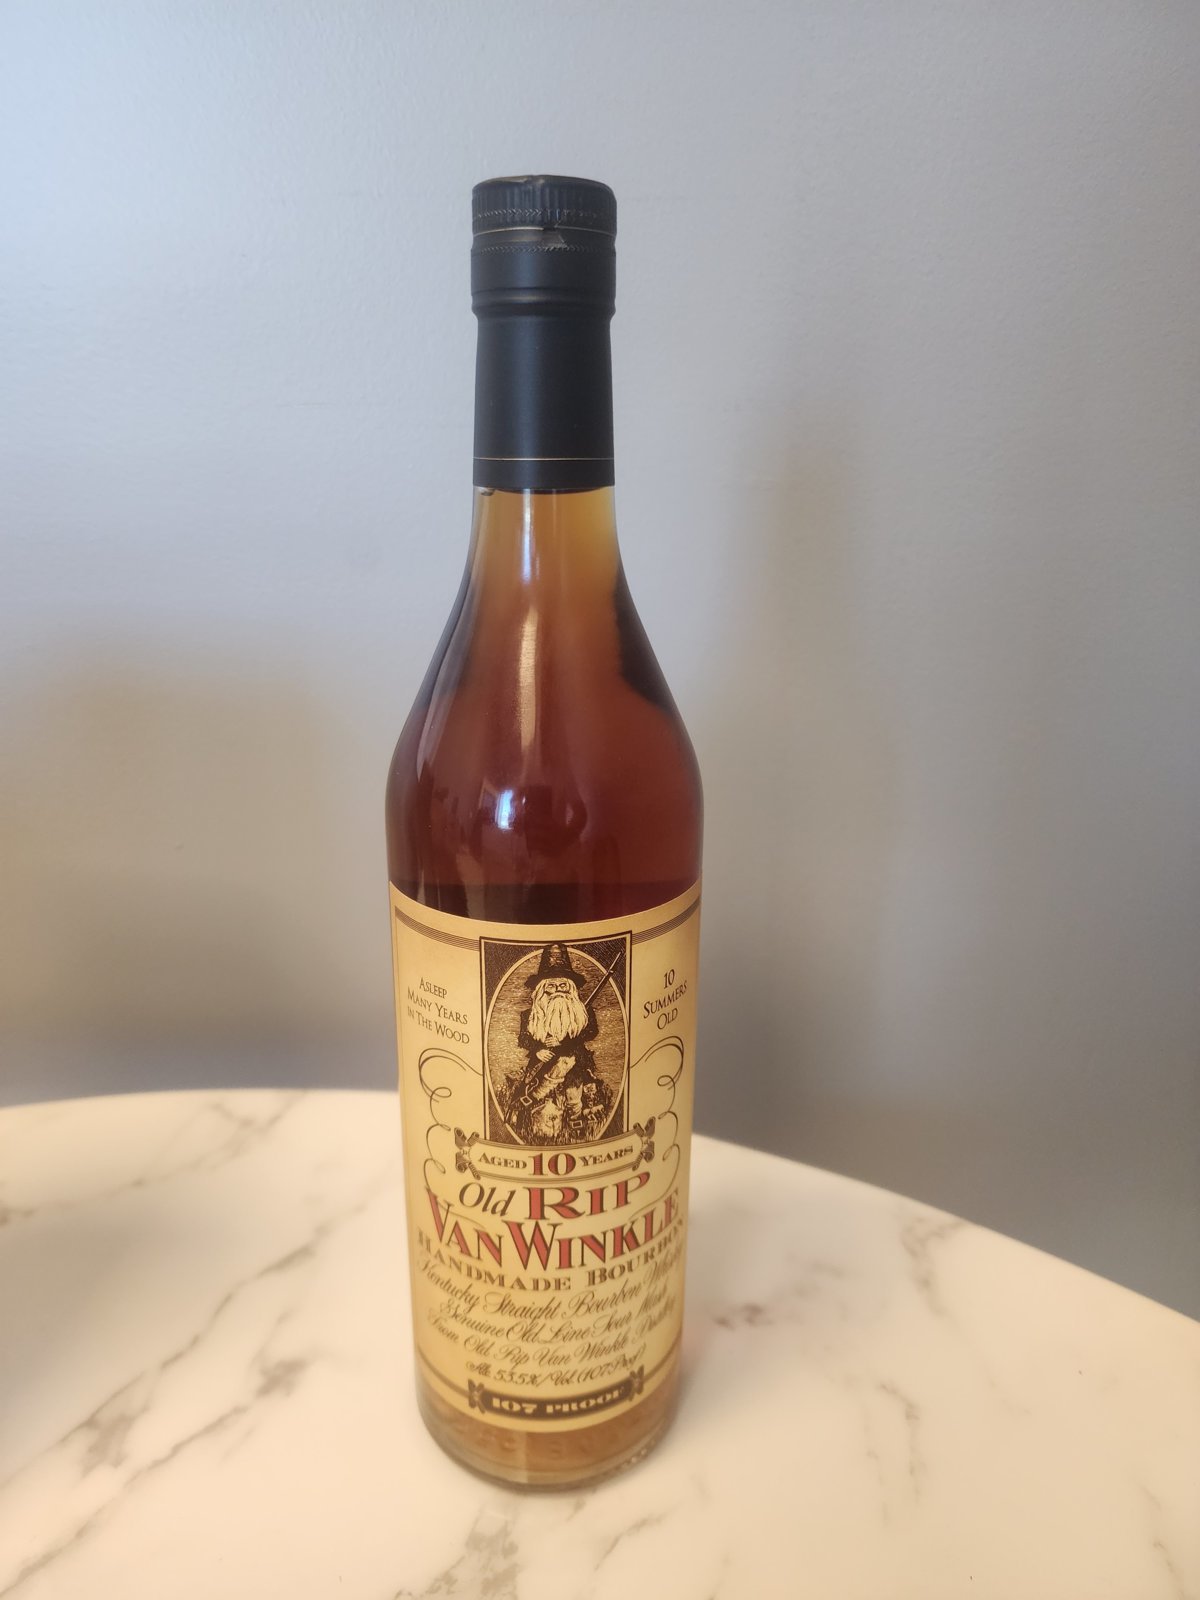 ASLEEP
MANY YEARS
IN THE WOOD
10
SUMMERS
OLD
AGED 10 YEARS
Old RIP
VAN WINKLE
HANDMADE BOURBON
Kentucky Straight Bourbon Whiskey
Genuine Old Line Sour Mash
From Old Rip Van Winkle Distillery
Alc. 53.5% / Vol. (107 Proof)
107 PROOF